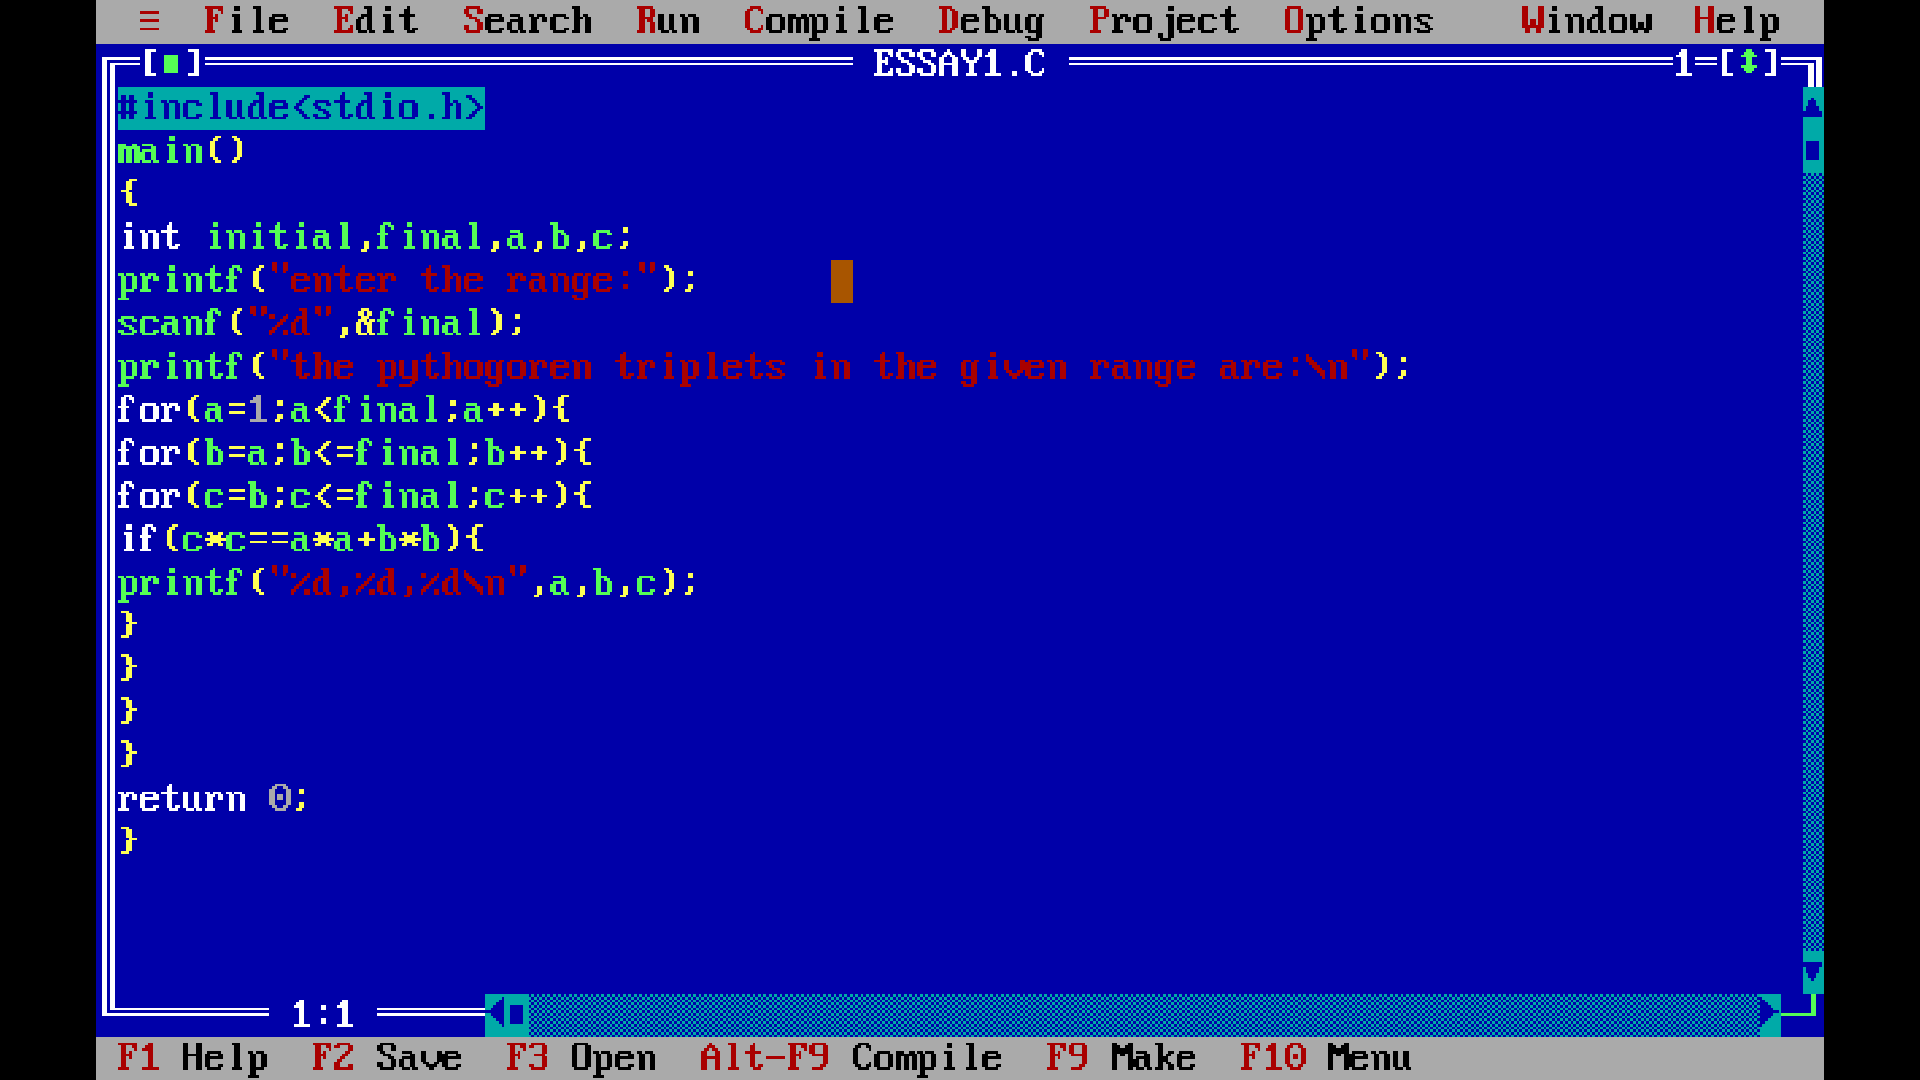 ≡ File Edit Search Run Compile Debug Project Options Window Help
[■] ESSAY1.C 1=[↕]
#include<stdio.h>
main()
{
int initial,final,a,b,c;
printf("enter the range:");
scanf("%d",&final);
printf("the pythogoren triplets in the given range are:\n");
for(a=1;a<final;a++){
for(b=a;b<=final;b++){
for(c=b;c<=final;c++){
if(c*c==a*a+b*b){
printf("%d,%d,%d\n",a,b,c);
}
}
}
}
return 0;
}
1:1
F1 Help F2 Save F3 Open Alt-F9 Compile F9 Make F10 Menu